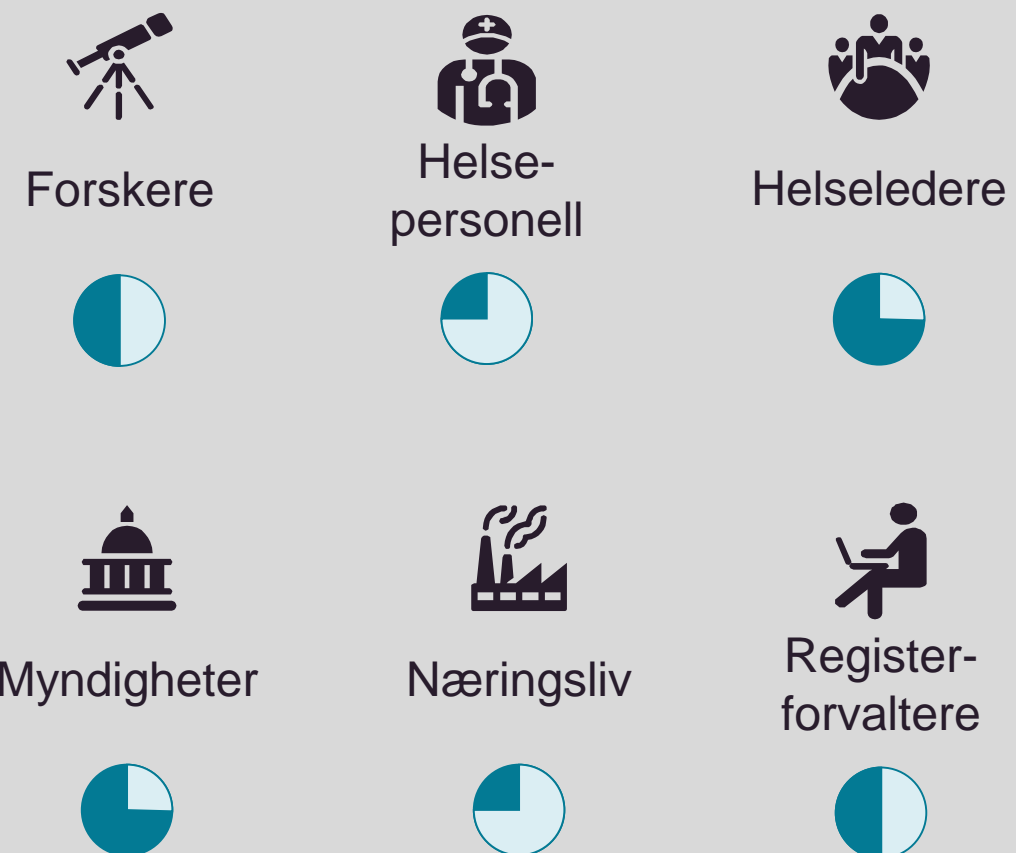 Forskere
Helse-
personell
Helseledere
Myndigheter
Næringsliv
Register-
forvaltere